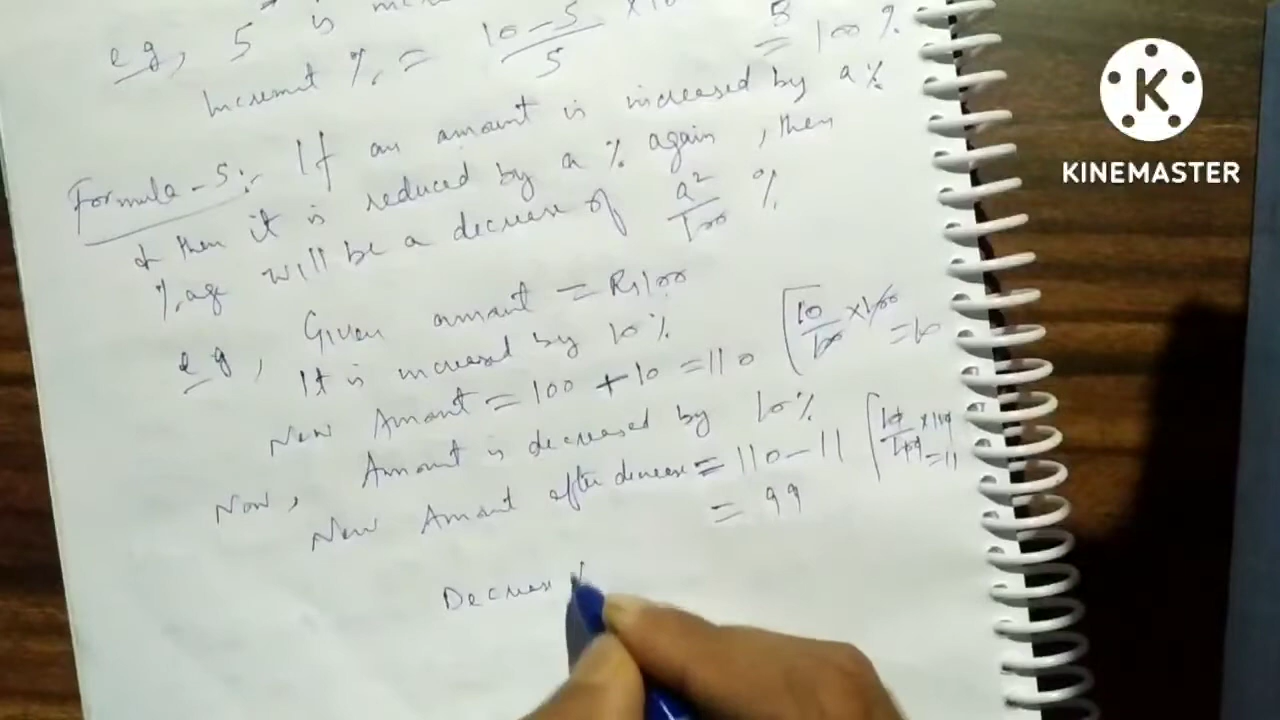 e.g, 5 is
Increment % = 10-5/5 × = 100%
Formula-5:- If an amount is increased by a%
& then it is reduced by a% again, then
%age will be a decrease of a²/100 %
e.g, Given amount = Rs100
It is increased by 10%
New Amount = 100 + 10 = 110 [10/100 × 100 = 10
Now, Amount is decreased by 10%
New Amount after decrease = 110 - 11 [10/100 × 110 = 11
= 99
Decrease %
K
KINEMASTER